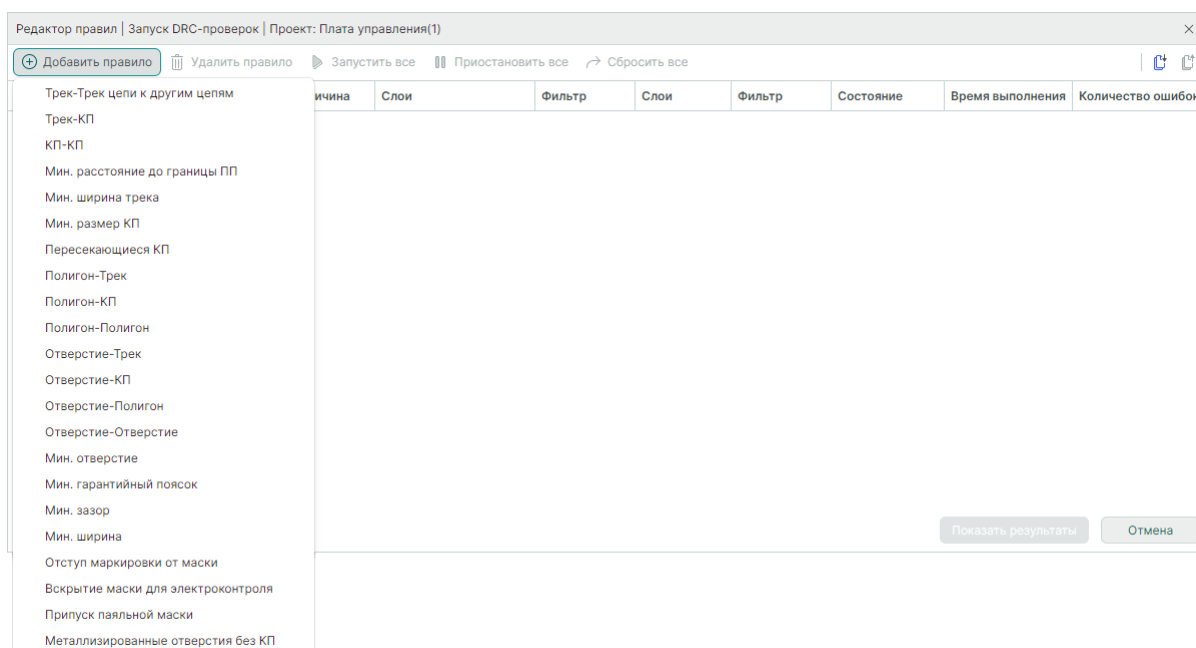 Редактор правил | Запуск DRC-проверок | Проект: Плата управления(1)
Добавить правило Удалить правило Запустить все Приостановить все Сбросить все
ичина Слои Фильтр Слои Фильтр Состояние Время выполнения Количество ошибок
Трек-Трек цепи к другим цепям
Трек-КП
КП-КП
Мин. расстояние до границы ПП
Мин. ширина трека
Мин. размер КП
Пересекающиеся КП
Полигон-Трек
Полигон-КП
Полигон-Полигон
Отверстие-Трек
Отверстие-КП
Отверстие-Полигон
Отверстие-Отверстие
Мин. отверстие
Мин. гарантийный поясок
Мин. зазор
Мин. ширина
Отступ маркировки от маски
Вскрытие маски для электроконтроля
Припуск паяльной маски
Металлизированные отверстия без КП
Показать результаты Отмена